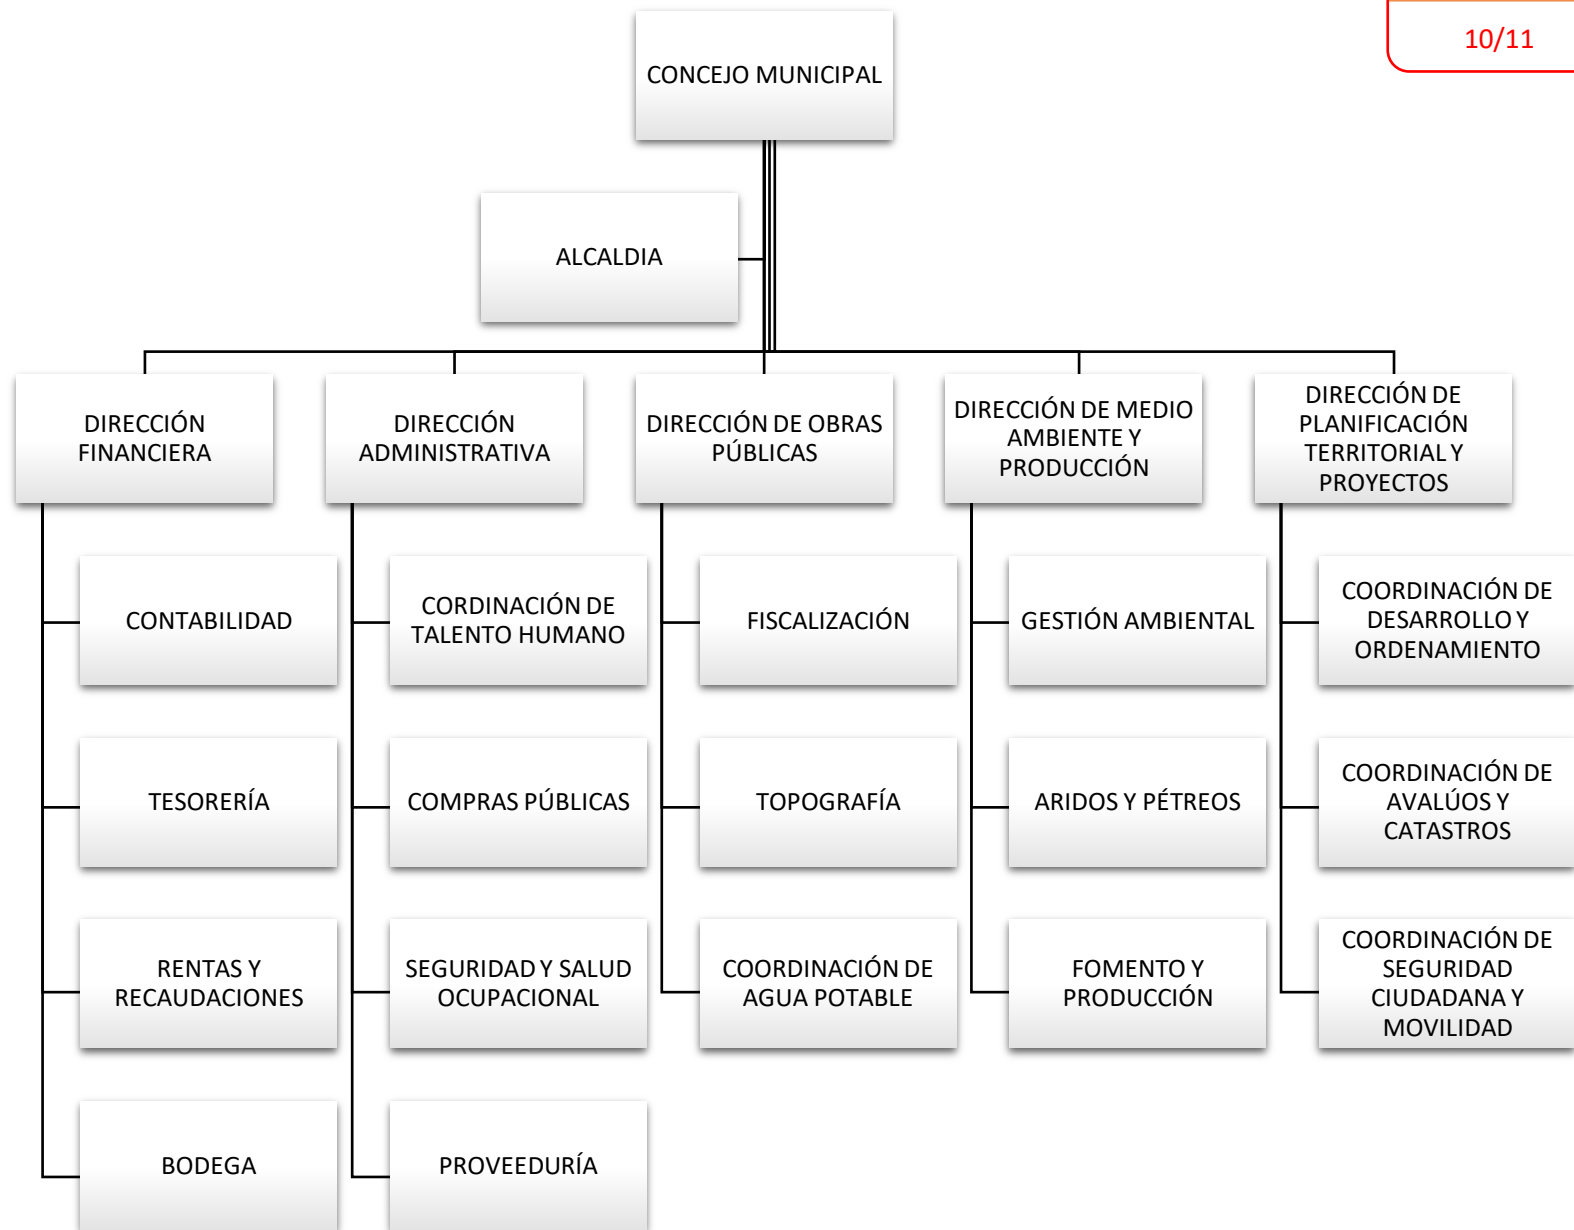 10/11
CONCEJO MUNICIPAL
ALCALDIA
DIRECCIÓN
FINANCIERA
DIRECCIÓN
ADMINISTRATIVA
DIRECCIÓN DE OBRAS
PÚBLICAS
DIRECCIÓN DE MEDIO
AMBIENTE Y
PRODUCCIÓN
DIRECCIÓN DE
PLANIFICACIÓN
TERRITORIAL Y
PROYECTOS
CONTABILIDAD
CORDINACIÓN DE
TALENTO HUMANO
FISCALIZACIÓN
GESTIÓN AMBIENTAL
COORDINACIÓN DE
DESARROLLO Y
ORDENAMIENTO
TESORERÍA
COMPRAS PÚBLICAS
TOPOGRAFÍA
ARIDOS Y PÉTREOS
COORDINACIÓN DE
AVALÚOS Y
CATASTROS
RENTAS Y
RECAUDACIONES
SEGURIDAD Y SALUD
OCUPACIONAL
COORDINACIÓN DE
AGUA POTABLE
FOMENTO Y
PRODUCCIÓN
COORDINACIÓN DE
SEGURIDAD
CIUDADANA Y
MOVILIDAD
BODEGA
PROVEEDURÍA